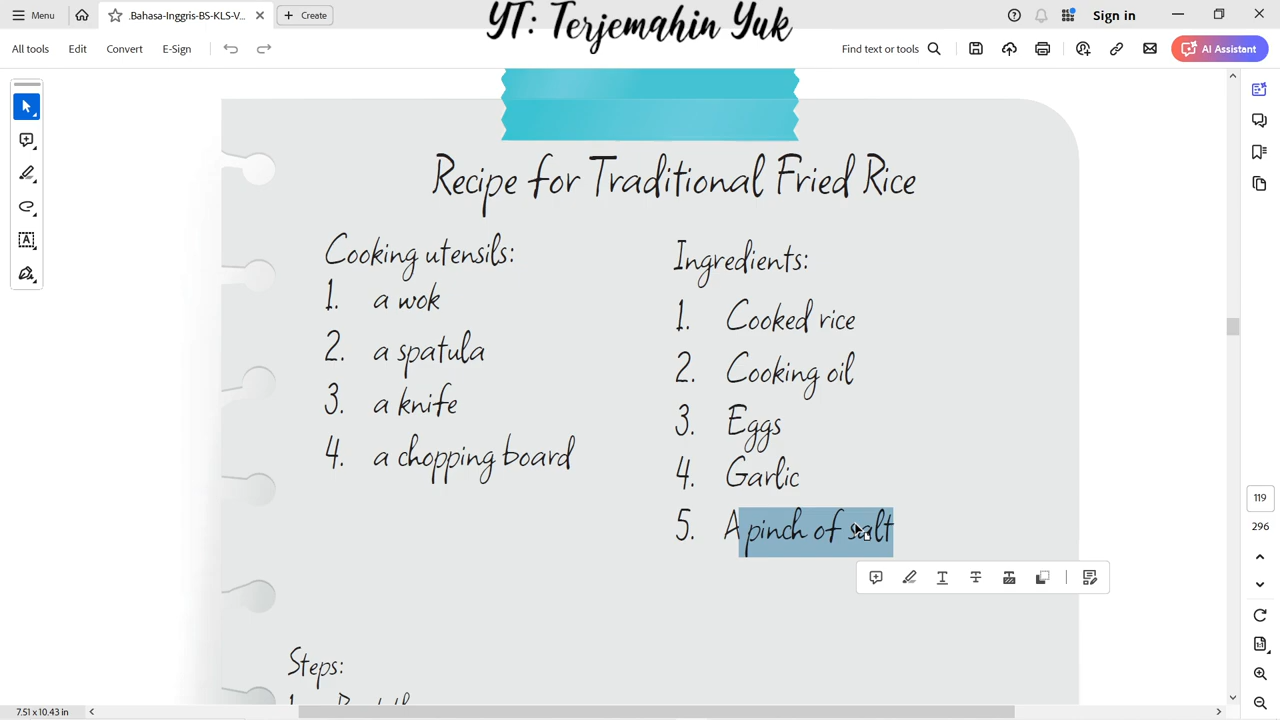 .Bahasa-Inggris-BS-KLS-V...
Create
YT: Terjemahin Yuk
Sign in
Menu
All tools
Edit
Convert
E-Sign
Find text or tools
AI Assistant
Recipe for Traditional Fried Rice
Cooking utensils:
1. a wok
2. a spatula
3. a knife
4. a chopping board
Ingredients:
1. Cooked rice
2. Cooking oil
3. Eggs
4. Garlic
5. A pinch of salt
Steps:
119
296
7.51 x 10.43 in